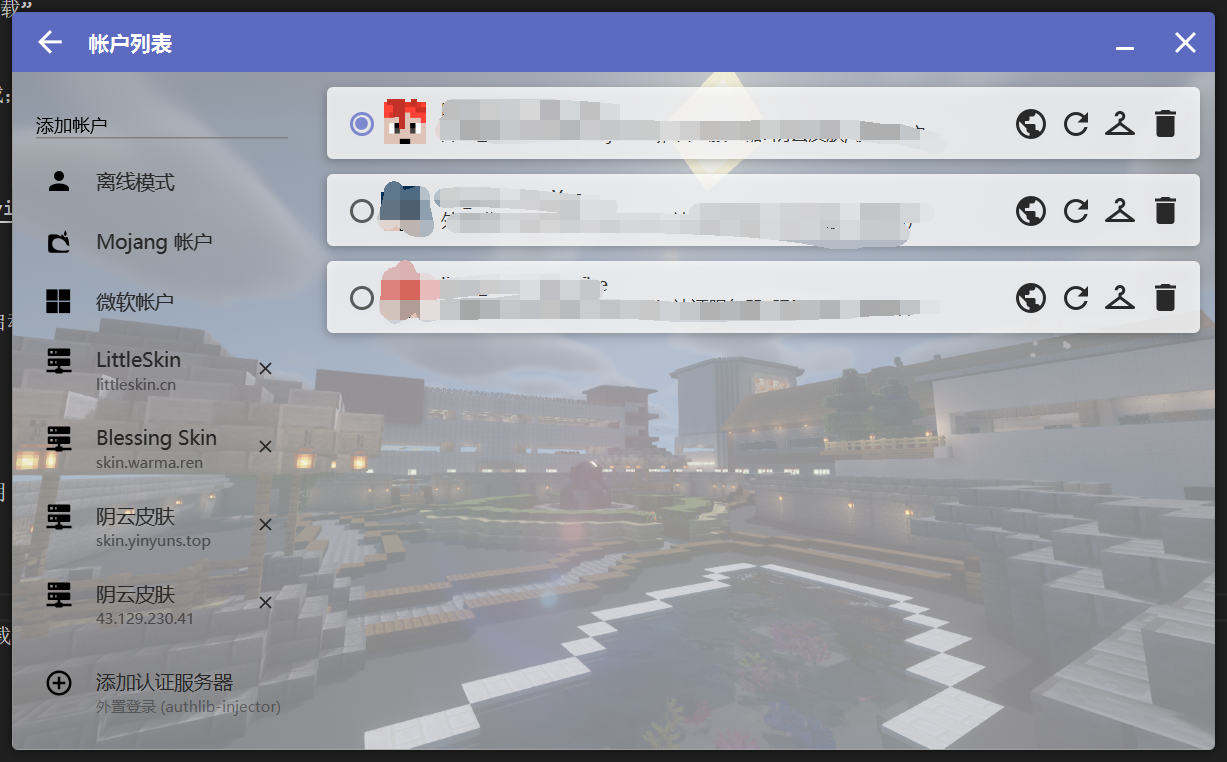 载”
帐户列表
添加帐户
离线模式
Mojang 帐户
微软帐户
LittleSkin
littleskin.cn
Blessing Skin
skin.warma.ren
阴云皮肤
skin.yinyuns.top
阴云皮肤
43.129.230.41
添加认证服务器
外置登录 (authlib-injector)